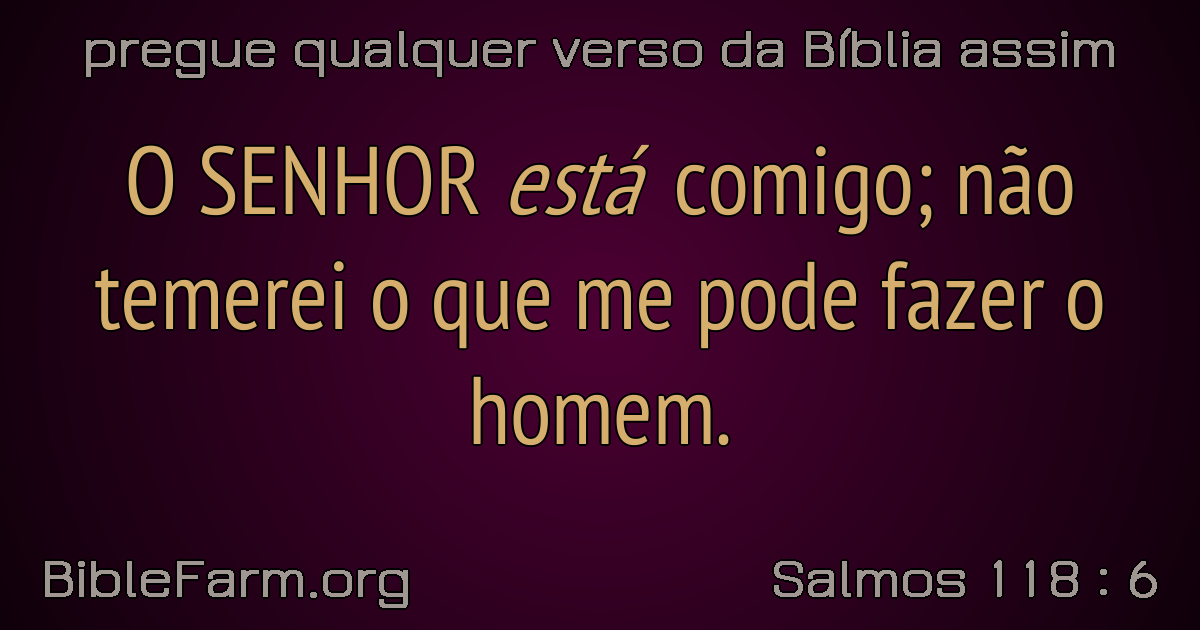 pregue qualquer verso da Bíblia assim
O SENHOR está comigo; não
temerei o que me pode fazer o
homem.
BibleFarm.org
Salmos 118 : 6